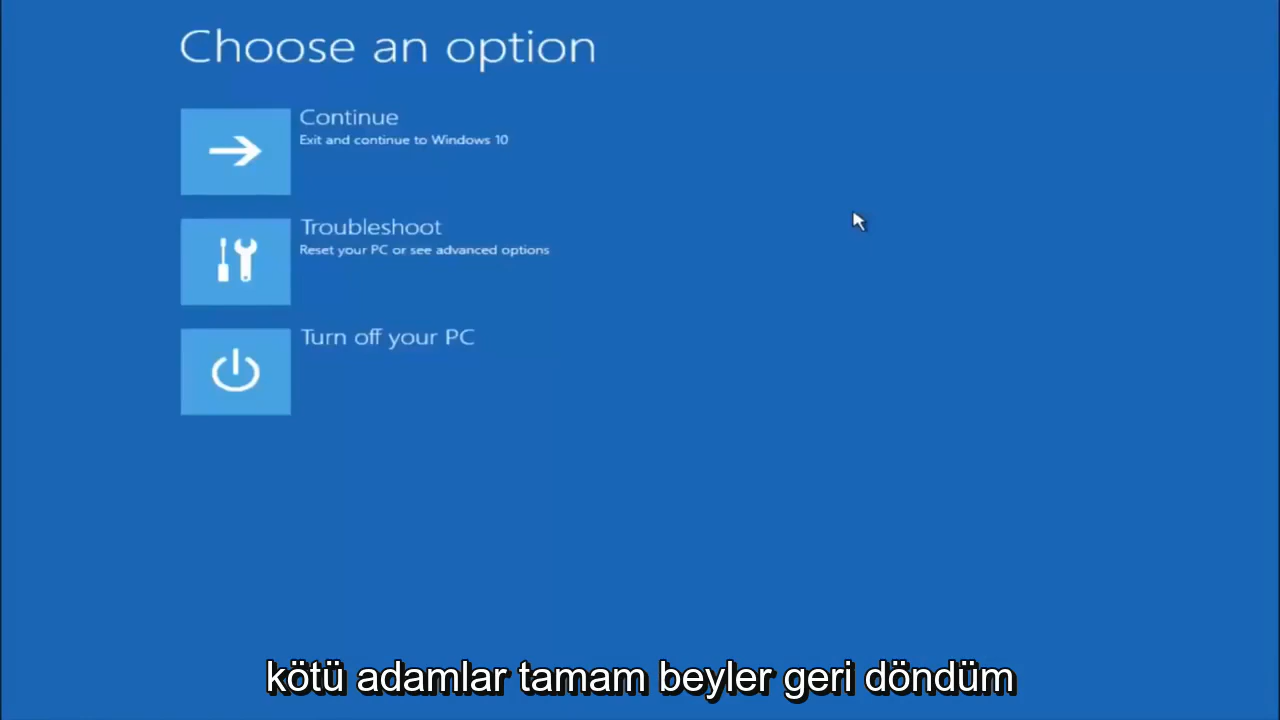 Choose an option
Continue
Exit and continue to Windows 10
Troubleshoot
Reset your PC or see advanced options
Turn off your PC
kötü adamlar tamam beyler geri döndüm